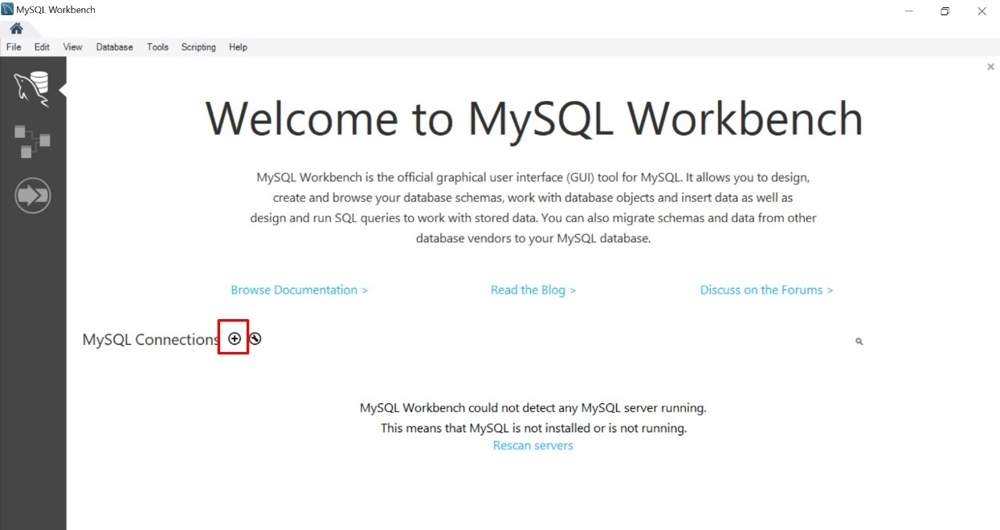 MySQL Workbench
File Edit View Database Tools Scripting Help
Welcome to MySQL Workbench
MySQL Workbench is the official graphical user interface (GUI) tool for MySQL. It allows you to design,
create and browse your database schemas, work with database objects and insert data as well as
design and run SQL queries to work with stored data. You can also migrate schemas and data from other
database vendors to your MySQL database.
Browse Documentation > Read the Blog > Discuss on the Forums >
MySQL Connections
MySQL Workbench could not detect any MySQL server running.
This means that MySQL is not installed or is not running.
Rescan servers